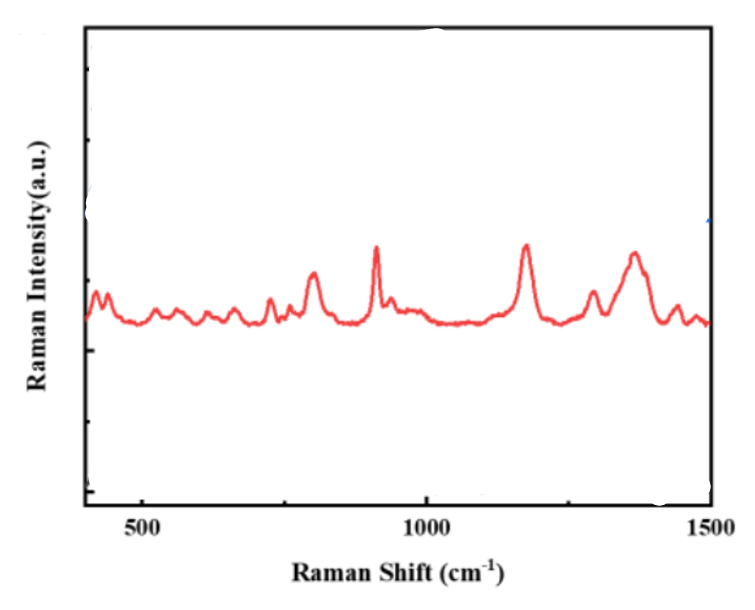 Raman Intensity(a.u.)
500 1000 1500
Raman Shift (cm⁻¹)